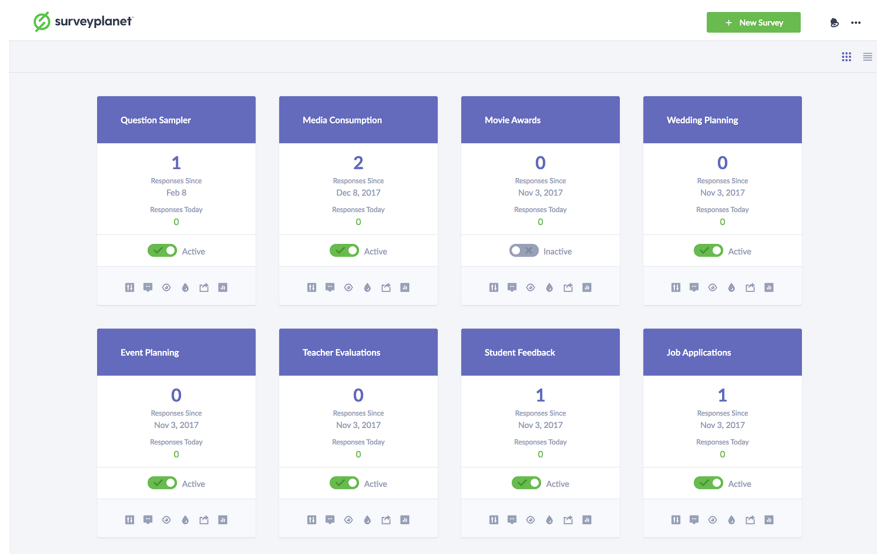 surveyplanet
+ New Survey
Question Sampler
1
Responses Since
Feb 8
Responses Today
0
Active
Media Consumption
2
Responses Since
Dec 8, 2017
Responses Today
0
Active
Movie Awards
0
Responses Since
Nov 3, 2017
Responses Today
0
Inactive
Wedding Planning
0
Responses Since
Nov 3, 2017
Responses Today
0
Active
Event Planning
0
Responses Since
Nov 3, 2017
Responses Today
0
Active
Teacher Evaluations
0
Responses Since
Nov 3, 2017
Responses Today
0
Active
Student Feedback
1
Responses Since
Nov 3, 2017
Responses Today
0
Active
Job Applications
1
Responses Since
Nov 3, 2017
Responses Today
0
Active